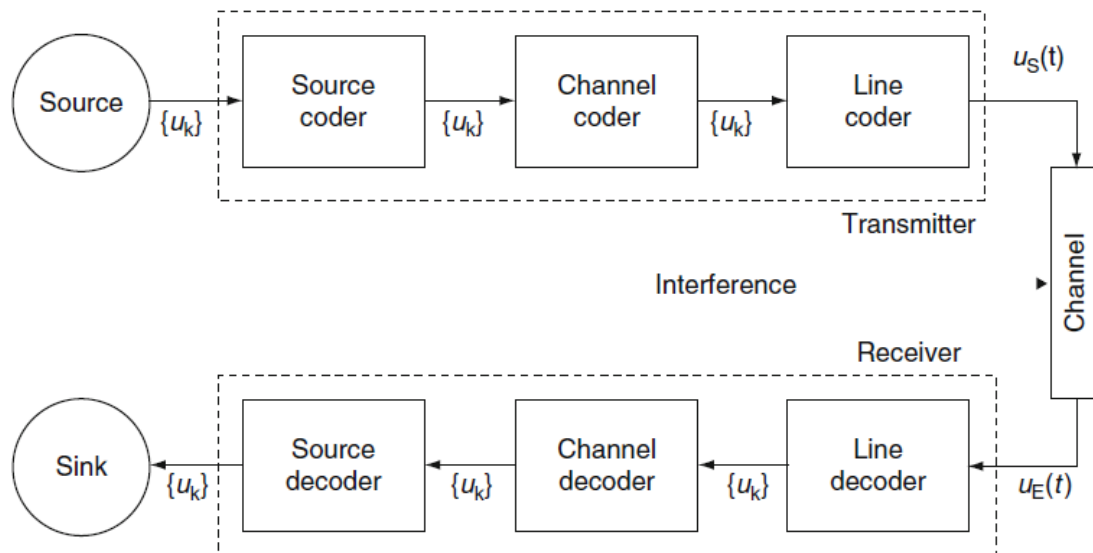 Source
{uk}
Source
coder
{uk}
Channel
coder
{uk}
Line
coder
uS(t)
Transmitter
Interference
Channel
Receiver
Sink
{uk}
Source
decoder
{uk}
Channel
decoder
{uk}
Line
decoder
uE(t)